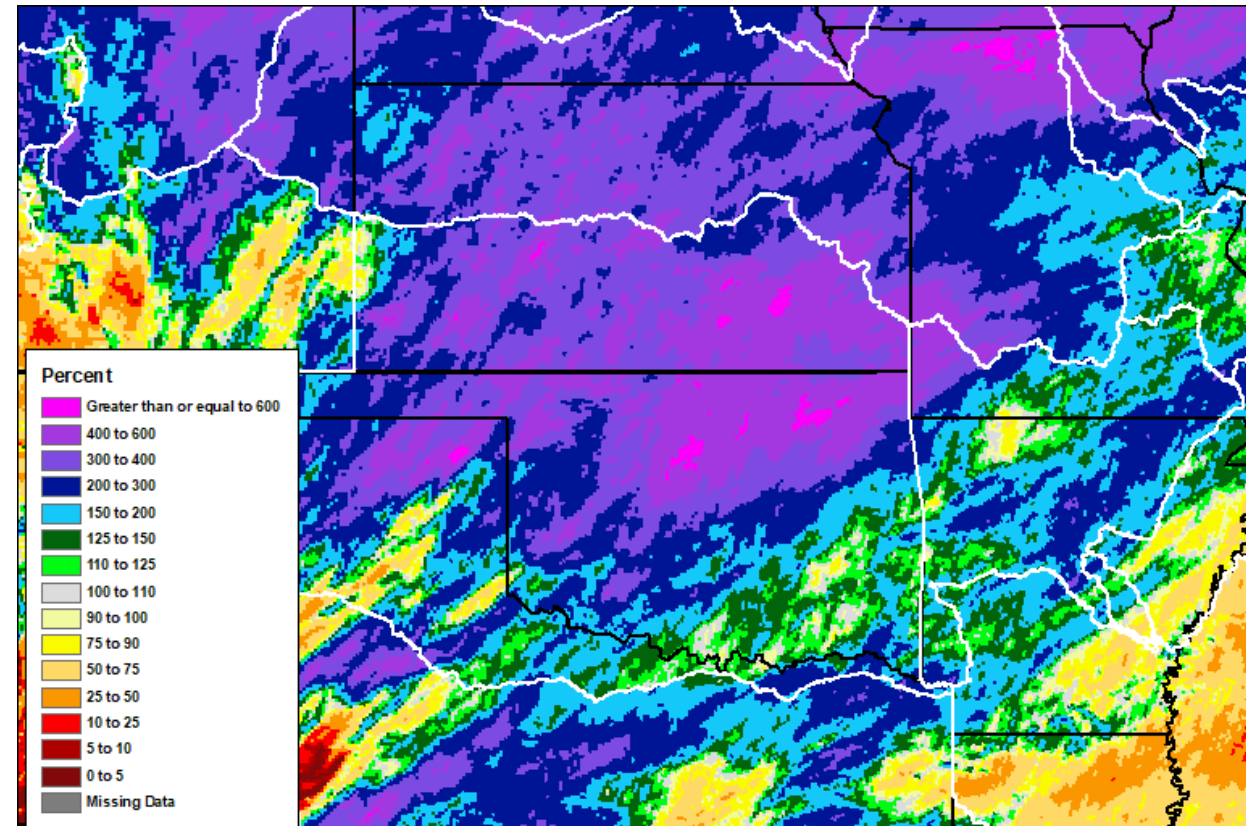 Percent
Greater than or equal to 600
400 to 600
300 to 400
200 to 300
150 to 200
125 to 150
110 to 125
100 to 110
90 to 100
75 to 90
50 to 75
25 to 50
10 to 25
5 to 10
0 to 5
Missing Data